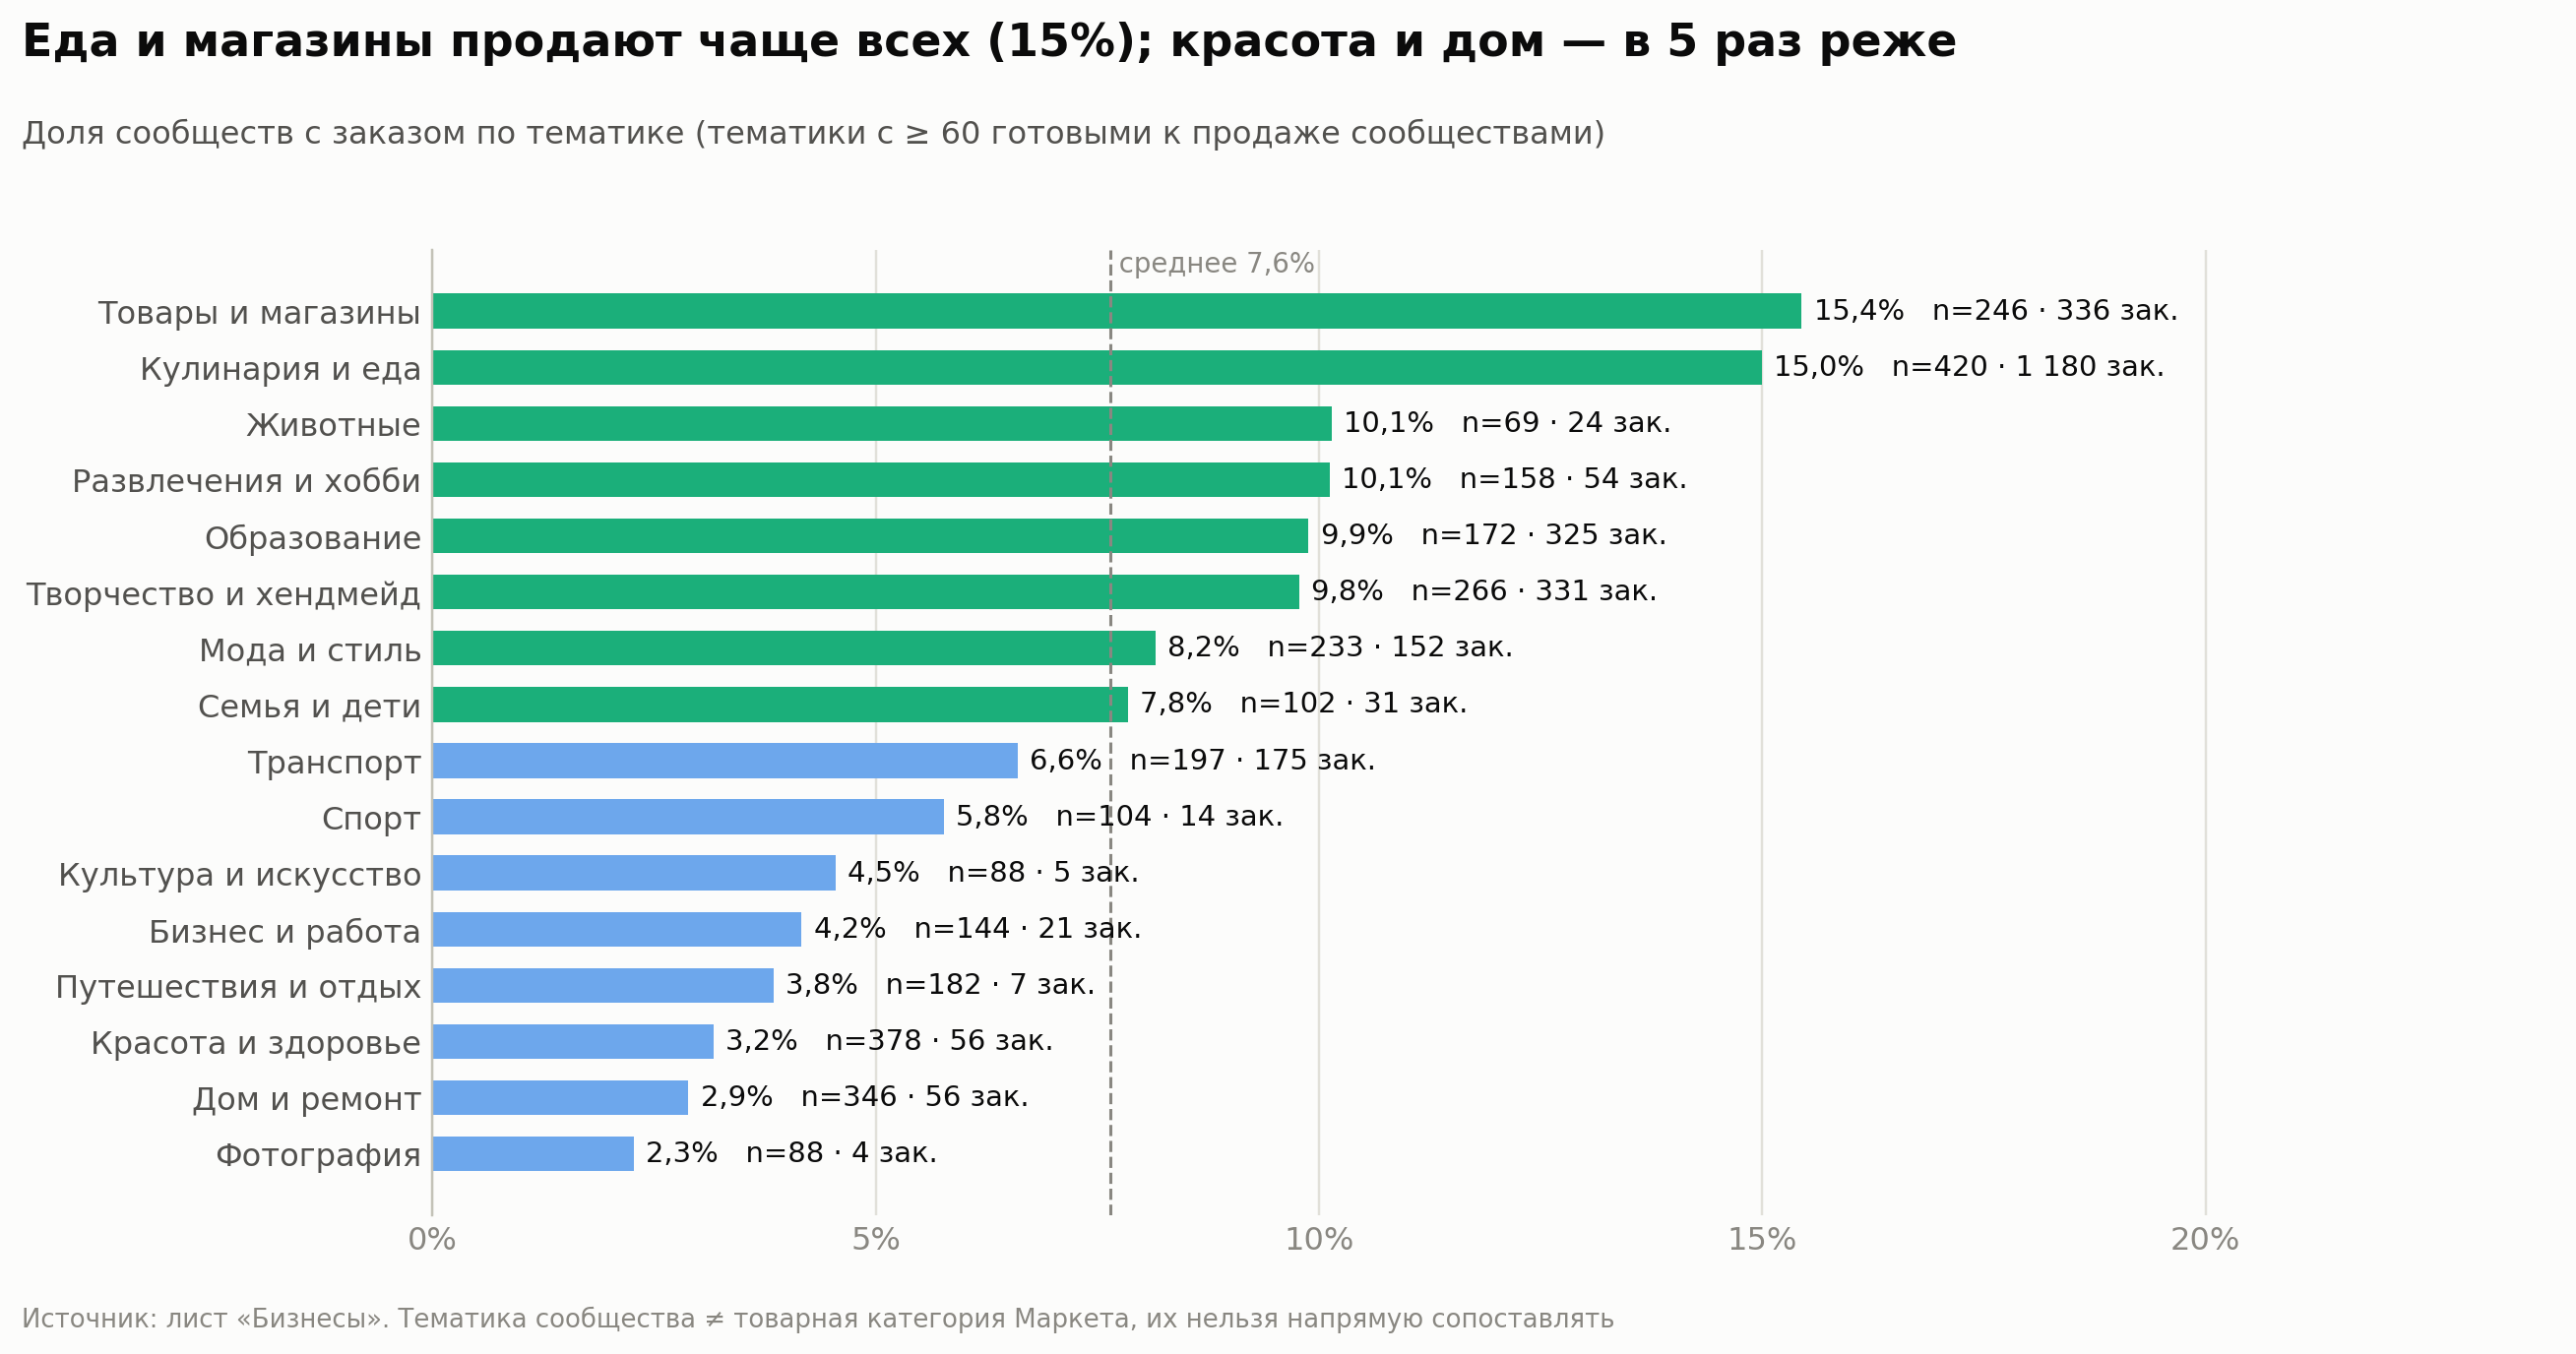 Еда и магазины продают чаще всех (15%); красота и дом — в 5 раз реже
Доля сообществ с заказом по тематике (тематики с ≥ 60 готовыми к продаже сообществами)
среднее 7,6%
Товары и магазины 15,4% n=246 · 336 зак.
Кулинария и еда 15,0% n=420 · 1 180 зак.
Животные 10,1% n=69 · 24 зак.
Развлечения и хобби 10,1% n=158 · 54 зак.
Образование 9,9% n=172 · 325 зак.
Творчество и хендмейд 9,8% n=266 · 331 зак.
Мода и стиль 8,2% n=233 · 152 зак.
Семья и дети 7,8% n=102 · 31 зак.
Транспорт 6,6% n=197 · 175 зак.
Спорт 5,8% n=104 · 14 зак.
Культура и искусство 4,5% n=88 · 5 зак.
Бизнес и работа 4,2% n=144 · 21 зак.
Путешествия и отдых 3,8% n=182 · 7 зак.
Красота и здоровье 3,2% n=378 · 56 зак.
Дом и ремонт 2,9% n=346 · 56 зак.
Фотография 2,3% n=88 · 4 зак.
0% 5% 10% 15% 20%
Источник: лист «Бизнесы». Тематика сообщества ≠ товарная категория Маркета, их нельзя напрямую сопоставлять